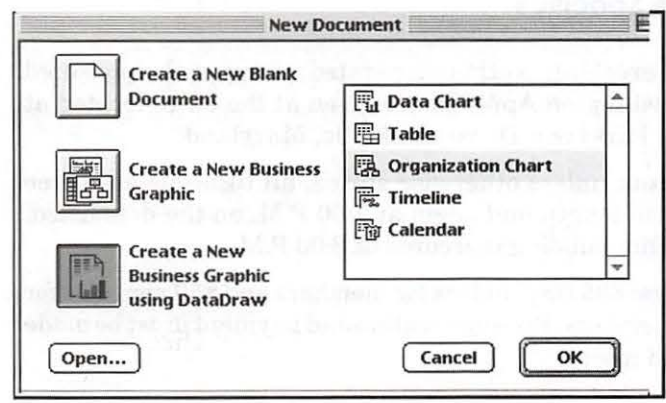 New Document
Create a New Blank
Document
Create a New Business
Graphic
Create a New
Business Graphic
using DataDraw
Data Chart
Table
Organization Chart
Timeline
Calendar
Open...
Cancel
OK